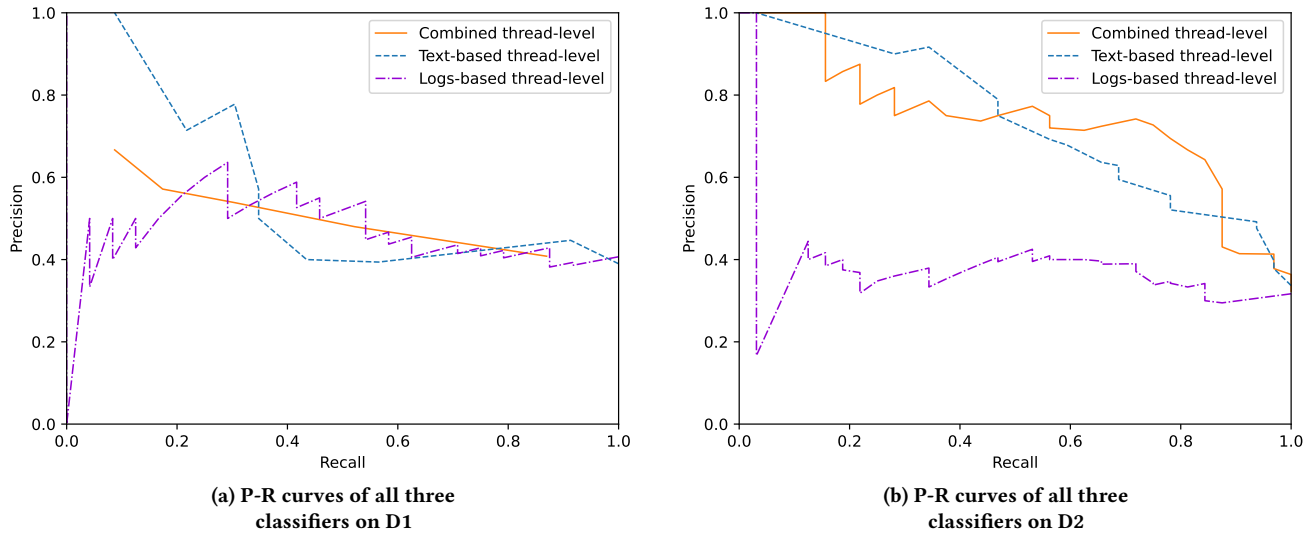 1.0
0.8
0.6
0.4
0.2
0.0
Precision
0.0 0.2 0.4 0.6 0.8 1.0
Recall
Combined thread-level
Text-based thread-level
Logs-based thread-level
(a) P-R curves of all three
classifiers on D1
1.0
0.8
0.6
0.4
0.2
0.0
Precision
0.0 0.2 0.4 0.6 0.8 1.0
Recall
Combined thread-level
Text-based thread-level
Logs-based thread-level
(b) P-R curves of all three
classifiers on D2